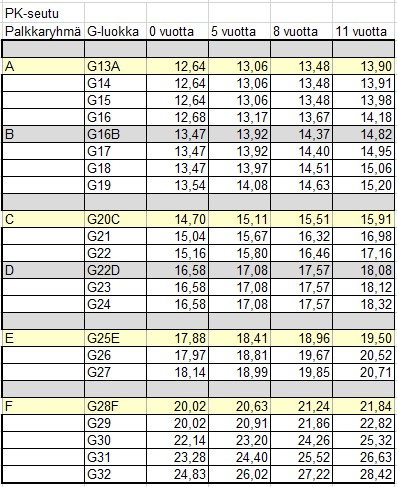 PK-seutu
Palkkaryhmä G-luokka 0 vuotta 5 vuotta 8 vuotta 11 vuotta
A G13A 12,64 13,06 13,48 13,90
G14 12,64 13,06 13,48 13,91
G15 12,64 13,06 13,48 13,98
G16 12,68 13,17 13,67 14,18
B G16B 13,47 13,92 14,37 14,82
G17 13,47 13,92 14,40 14,95
G18 13,47 13,97 14,51 15,06
G19 13,54 14,08 14,63 15,20
C G20C 14,70 15,11 15,51 15,91
G21 15,04 15,67 16,32 16,98
G22 15,16 15,80 16,46 17,16
D G22D 16,58 17,08 17,57 18,08
G23 16,58 17,08 17,57 18,12
G24 16,58 17,08 17,57 18,32
E G25E 17,88 18,41 18,96 19,50
G26 17,97 18,81 19,67 20,52
G27 18,14 18,99 19,85 20,71
F G28F 20,02 20,63 21,24 21,84
G29 20,02 20,91 21,86 22,82
G30 22,14 23,20 24,26 25,32
G31 23,28 24,40 25,52 26,63
G32 24,83 26,02 27,22 28,42